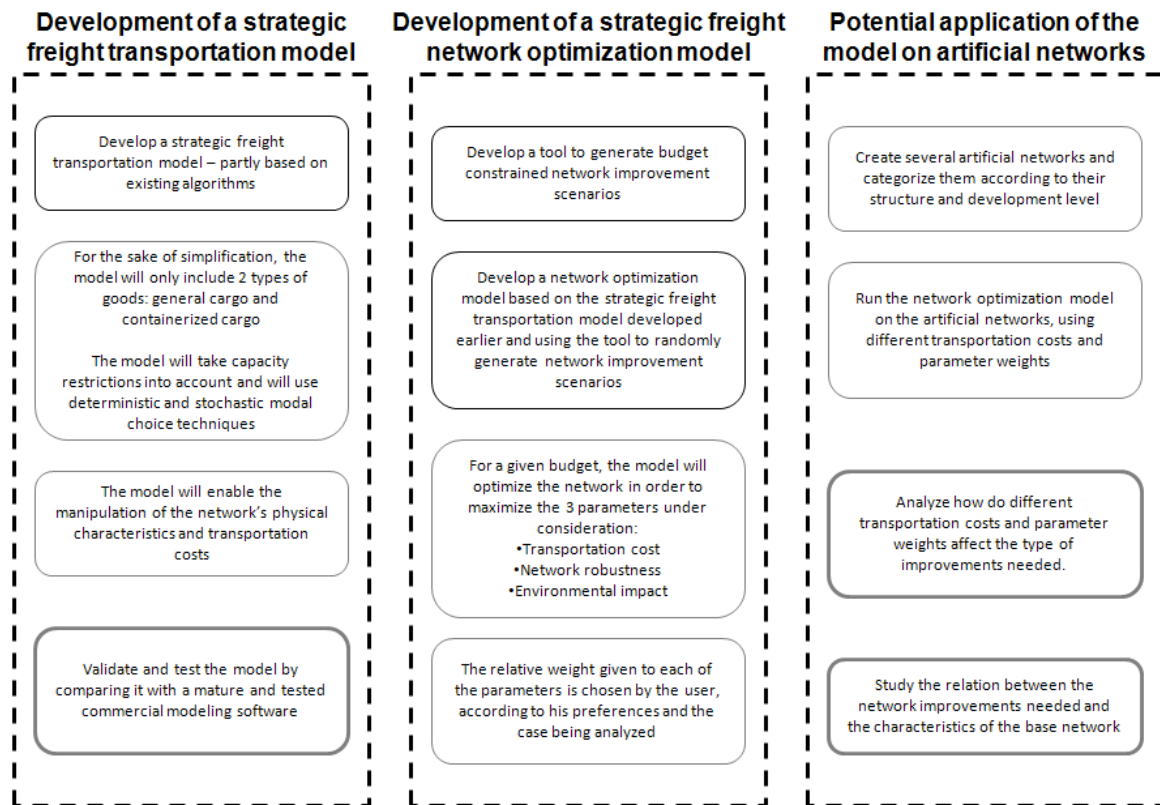 Development of a strategic
freight transportation model
Develop a strategic freight
transportation model – partly based on
existing algorithms
For the sake of simplification, the
model will only include 2 types of
goods: general cargo and
containerized cargo
The model will take capacity
restrictions into account and will use
deterministic and stochastic modal
choice techniques
The model will enable the
manipulation of the network's physical
characteristics and transportation
costs
Validate and test the model by
comparing it with a mature and tested
commercial modeling software
Development of a strategic freight
network optimization model
Develop a tool to generate budget
constrained network improvement
scenarios
Develop a network optimization
model based on the strategic freight
transportation model developed
earlier and using the tool to randomly
generate network improvement
scenarios
For a given budget, the model will
optimize the network in order to
maximize the 3 parameters under
consideration:
•Transportation cost
•Network robustness
•Environmental impact
The relative weight given to each of
the parameters is chosen by the user,
according to his preferences and the
case being analyzed
Potential application of the
model on artificial networks
Create several artificial networks and
categorize them according to their
structure and development level
Run the network optimization model
on the artificial networks, using
different transportation costs and
parameter weights
Analyze how do different
transportation costs and parameter
weights affect the type of
improvements needed.
Study the relation between the
network improvements needed and
the characteristics of the base network